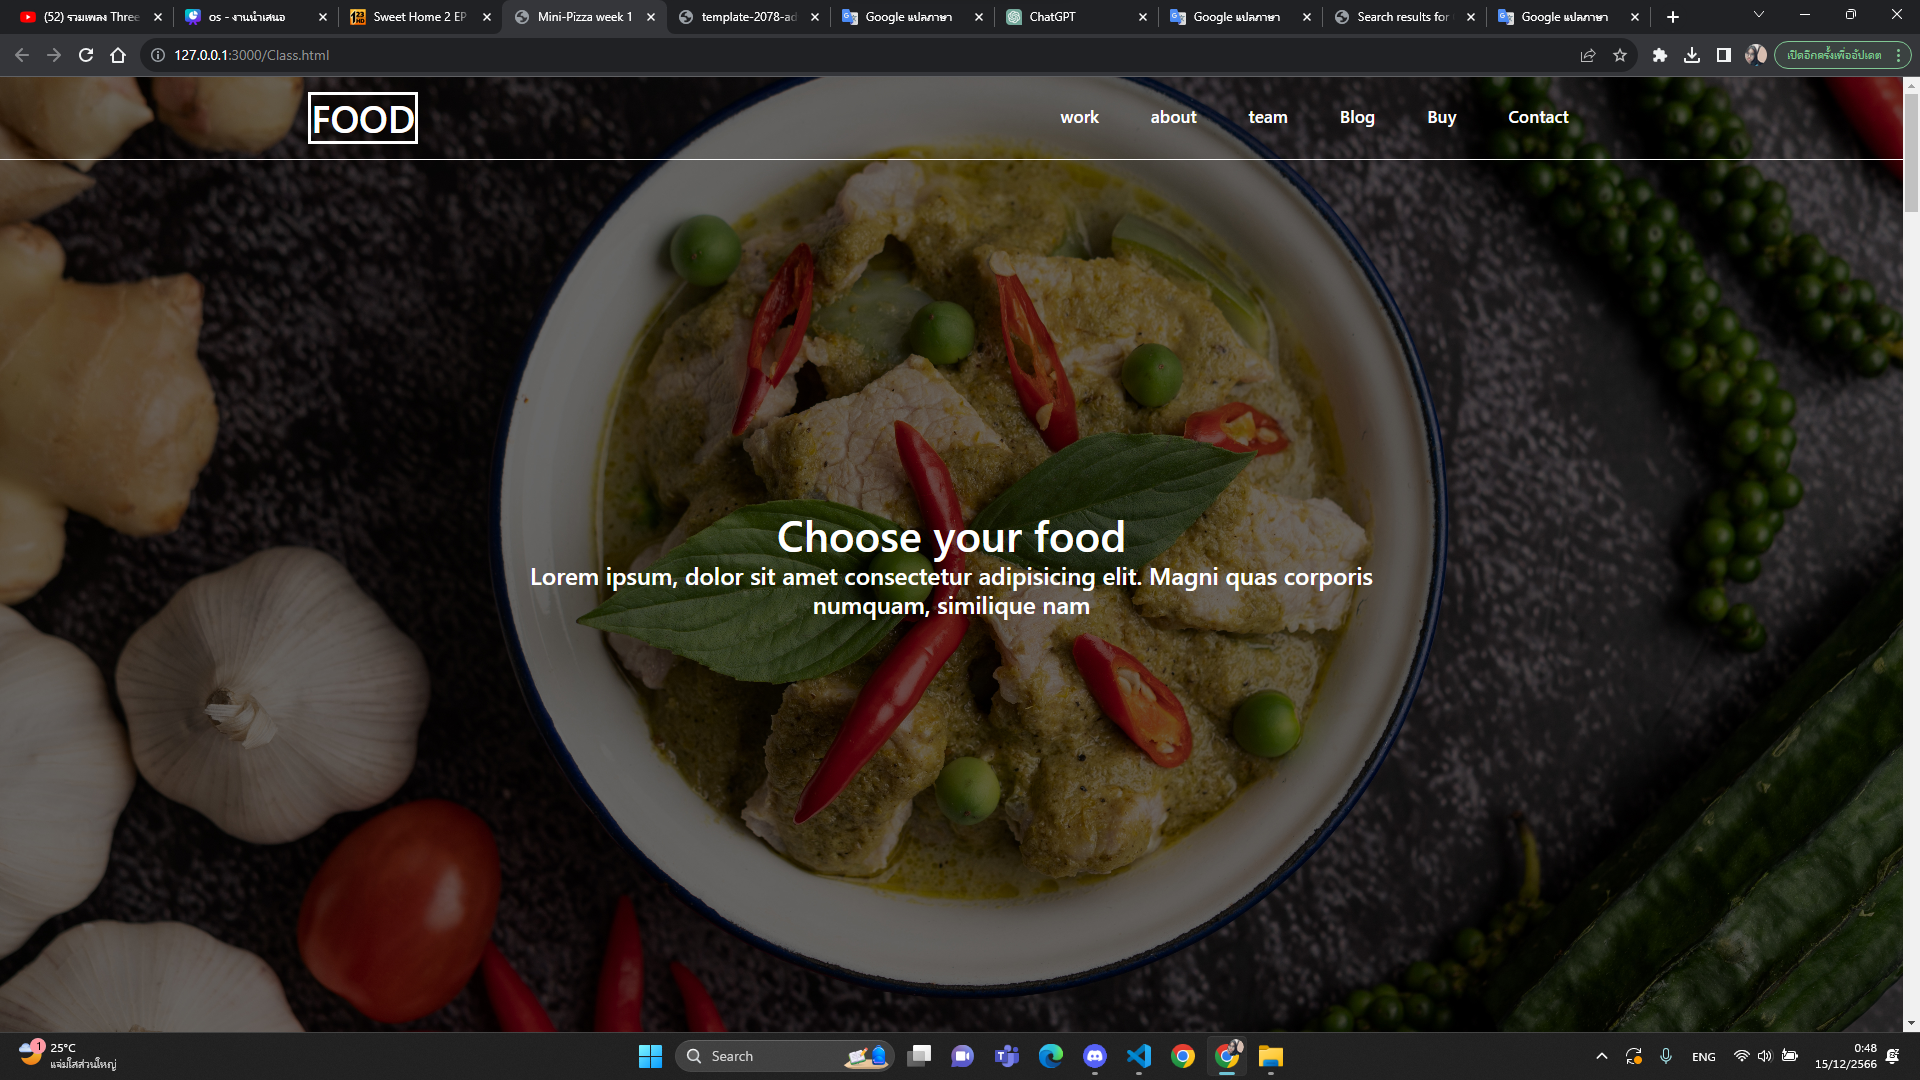 (52) รวมเพลง Three
os - งานนำเสนอ
Sweet Home 2 EP
Mini-Pizza week 1
template-2078-ad
Google แปลภาษา
ChatGPT
Google แปลภาษา
Search results for
Google แปลภาษา
127.0.0.1:3000/Class.html
เปิดอีกครั้งเพื่ออัปเดต
FOOD
work
about
team
Blog
Buy
Contact
Choose your food
Lorem ipsum, dolor sit amet consectetur adipisicing elit. Magni quas corporis
numquam, similique nam
1
25°C
แจ่มใสส่วนใหญ่
Search
ENG
0:48
15/12/2566